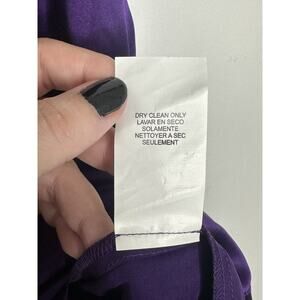 DRY CLEAN ONLY
LAVAR EN SECO
SOLAMENTE
NETTOYER A SEC
SEULEMENT